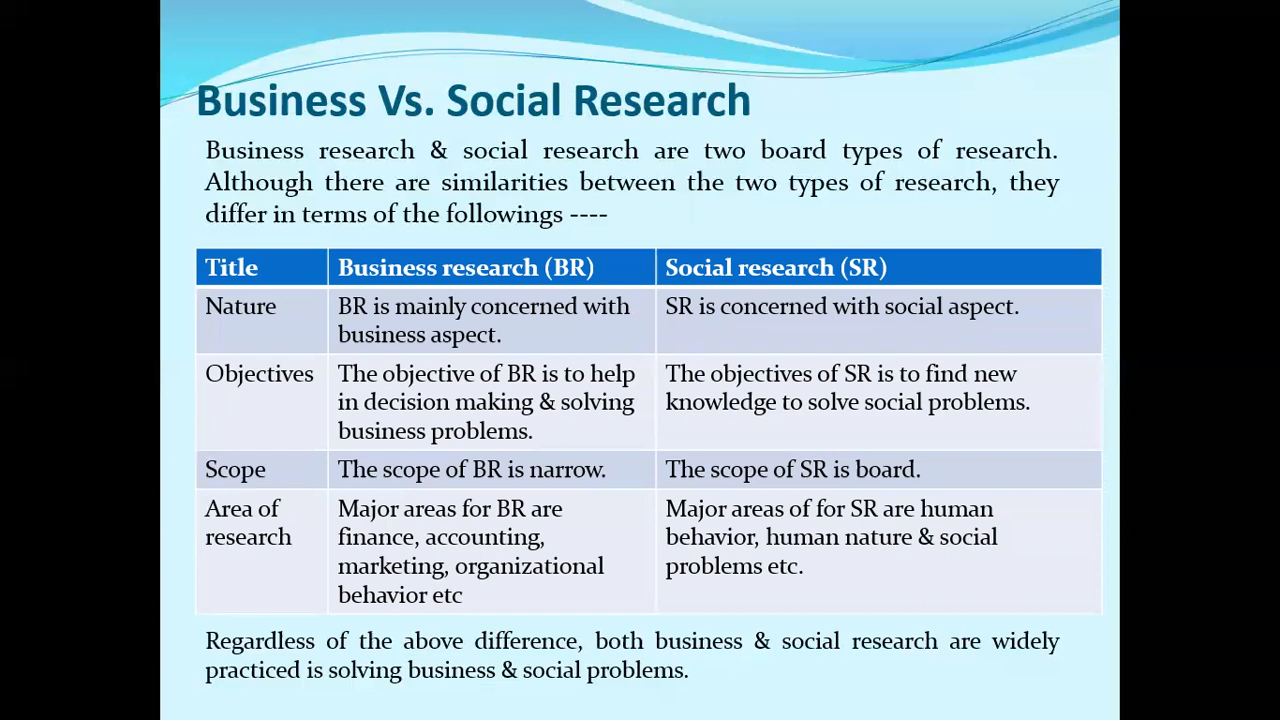 Business Vs. Social Research
Business research & social research are two board types of research.
Although there are similarities between the two types of research, they
differ in terms of the followings ----
Title
Business research (BR)
Social research (SR)
Nature
BR is mainly concerned with
business aspect.
SR is concerned with social aspect.
Objectives
The objective of BR is to help
in decision making & solving
business problems.
The objectives of SR is to find new
knowledge to solve social problems.
Scope
The scope of BR is narrow.
The scope of SR is board.
Area of
research
Major areas for BR are
finance, accounting,
marketing, organizational
behavior etc
Major areas of for SR are human
behavior, human nature & social
problems etc.
Regardless of the above difference, both business & social research are widely
practiced is solving business & social problems.